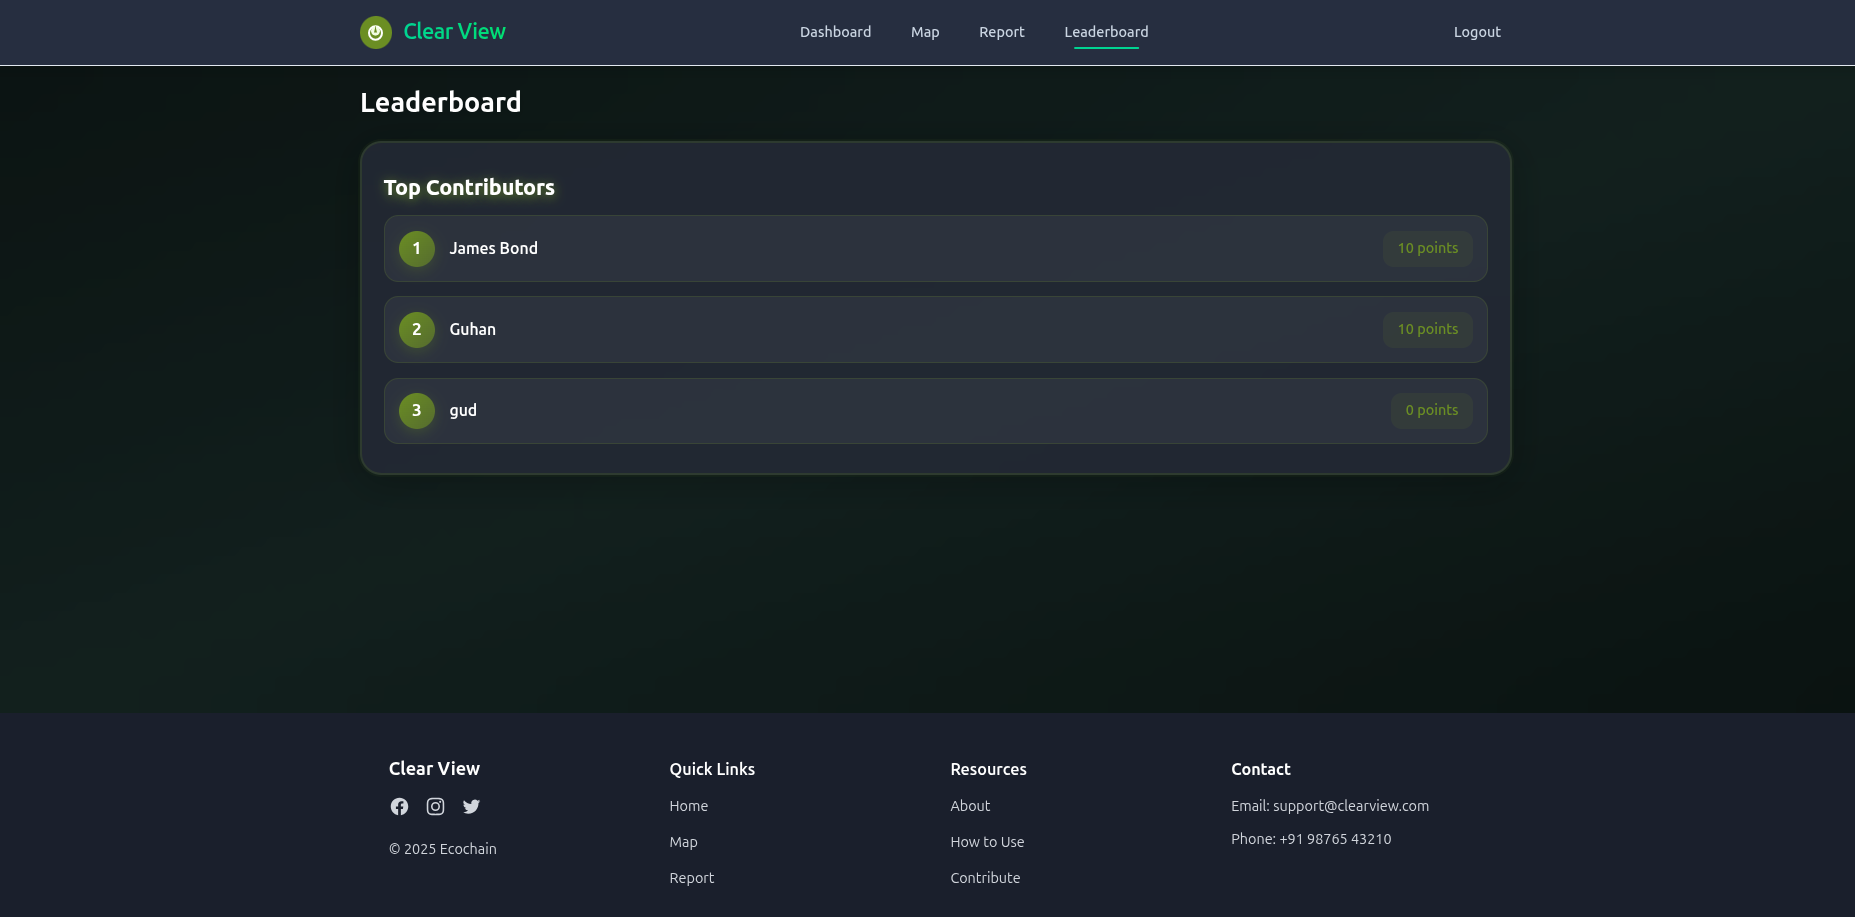 Clear View
Dashboard Map Report Leaderboard Logout
Leaderboard
Top Contributors
1 James Bond 10 points
2 Guhan 10 points
3 gud 0 points
Clear View
© 2025 Ecochain
Quick Links
Home
Map
Report
Resources
About
How to Use
Contribute
Contact
Email: support@clearview.com
Phone: +91 98765 43210